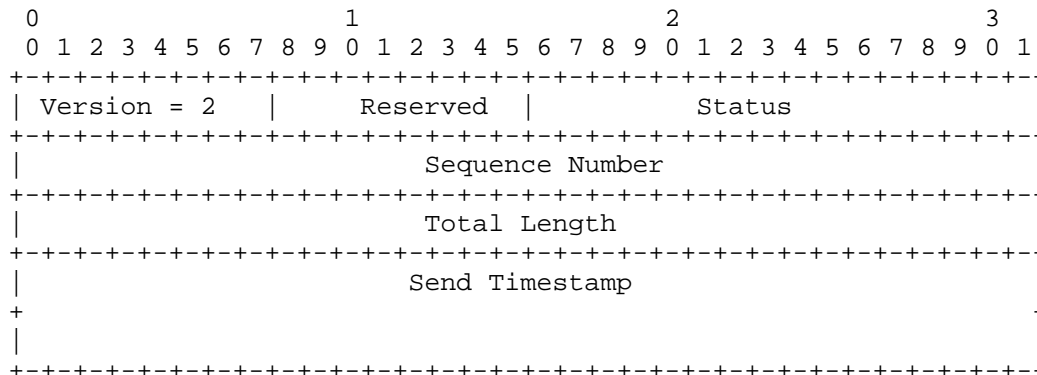 0                   1                   2                   3
 0 1 2 3 4 5 6 7 8 9 0 1 2 3 4 5 6 7 8 9 0 1 2 3 4 5 6 7 8 9 0 1
+-+-+-+-+-+-+-+-+-+-+-+-+-+-+-+-+-+-+-+-+-+-+-+-+-+-+-+-+-+-+-+-
| Version = 2   |     Reserved  |          Status
+-+-+-+-+-+-+-+-+-+-+-+-+-+-+-+-+-+-+-+-+-+-+-+-+-+-+-+-+-+-+-+-
|                         Sequence Number
+-+-+-+-+-+-+-+-+-+-+-+-+-+-+-+-+-+-+-+-+-+-+-+-+-+-+-+-+-+-+-+-
|                         Total Length
+-+-+-+-+-+-+-+-+-+-+-+-+-+-+-+-+-+-+-+-+-+-+-+-+-+-+-+-+-+-+-+-
|                        Send Timestamp
+                                                               -
|
+-+-+-+-+-+-+-+-+-+-+-+-+-+-+-+-+-+-+-+-+-+-+-+-+-+-+-+-+-+-+-+-